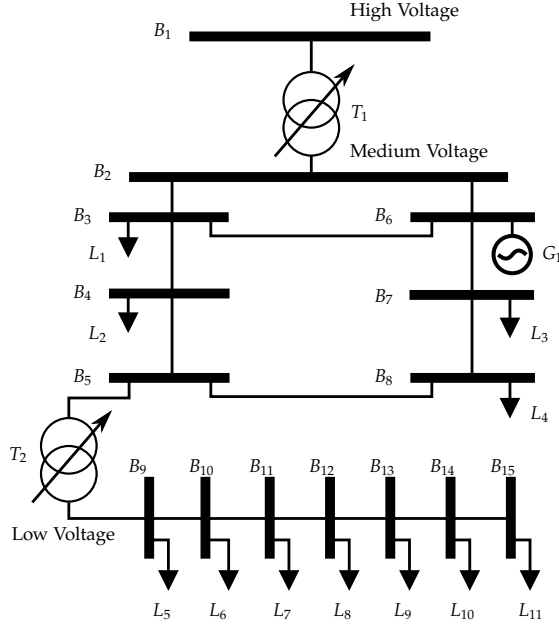 High Voltage
B₁
T₁
Medium Voltage
B₂
B₃ B₆
L₁ G₁
B₄ B₇
L₂ L₃
B₅ B₈
L₄
T₂
B₉ B₁₀ B₁₁ B₁₂ B₁₃ B₁₄ B₁₅
Low Voltage
L₅ L₆ L₇ L₈ L₉ L₁₀ L₁₁